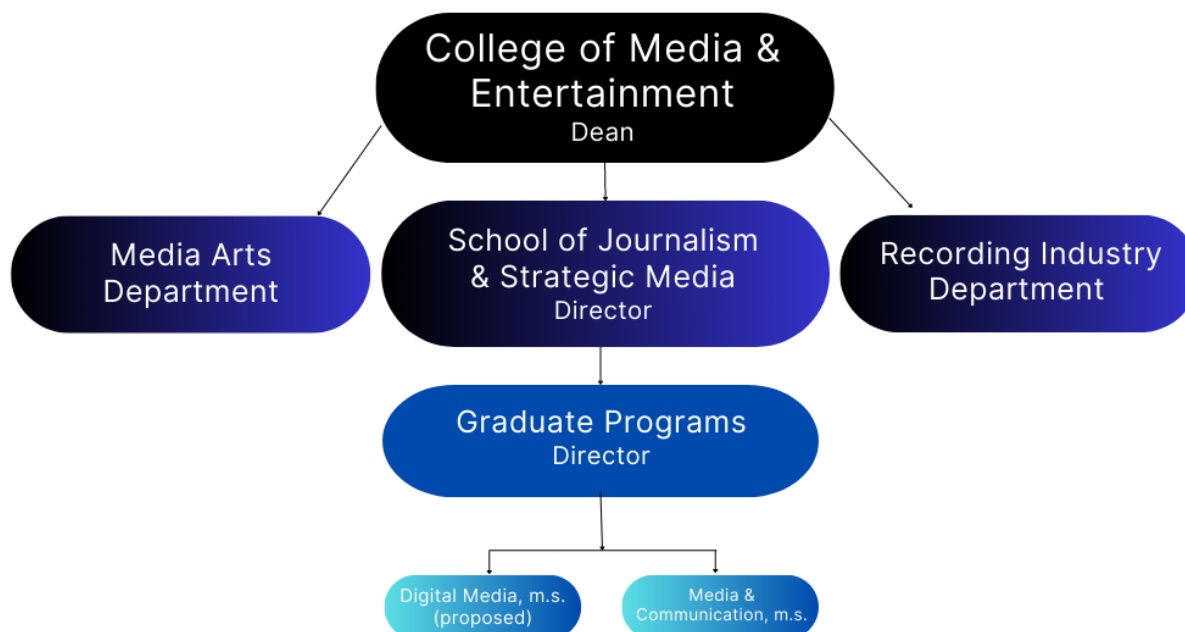 College of Media &
Entertainment
Dean
Media Arts
Department
School of Journalism
& Strategic Media
Director
Recording Industry
Department
Graduate Programs
Director
Digital Media, m.s.
(proposed)
Media &
Communication, m.s.